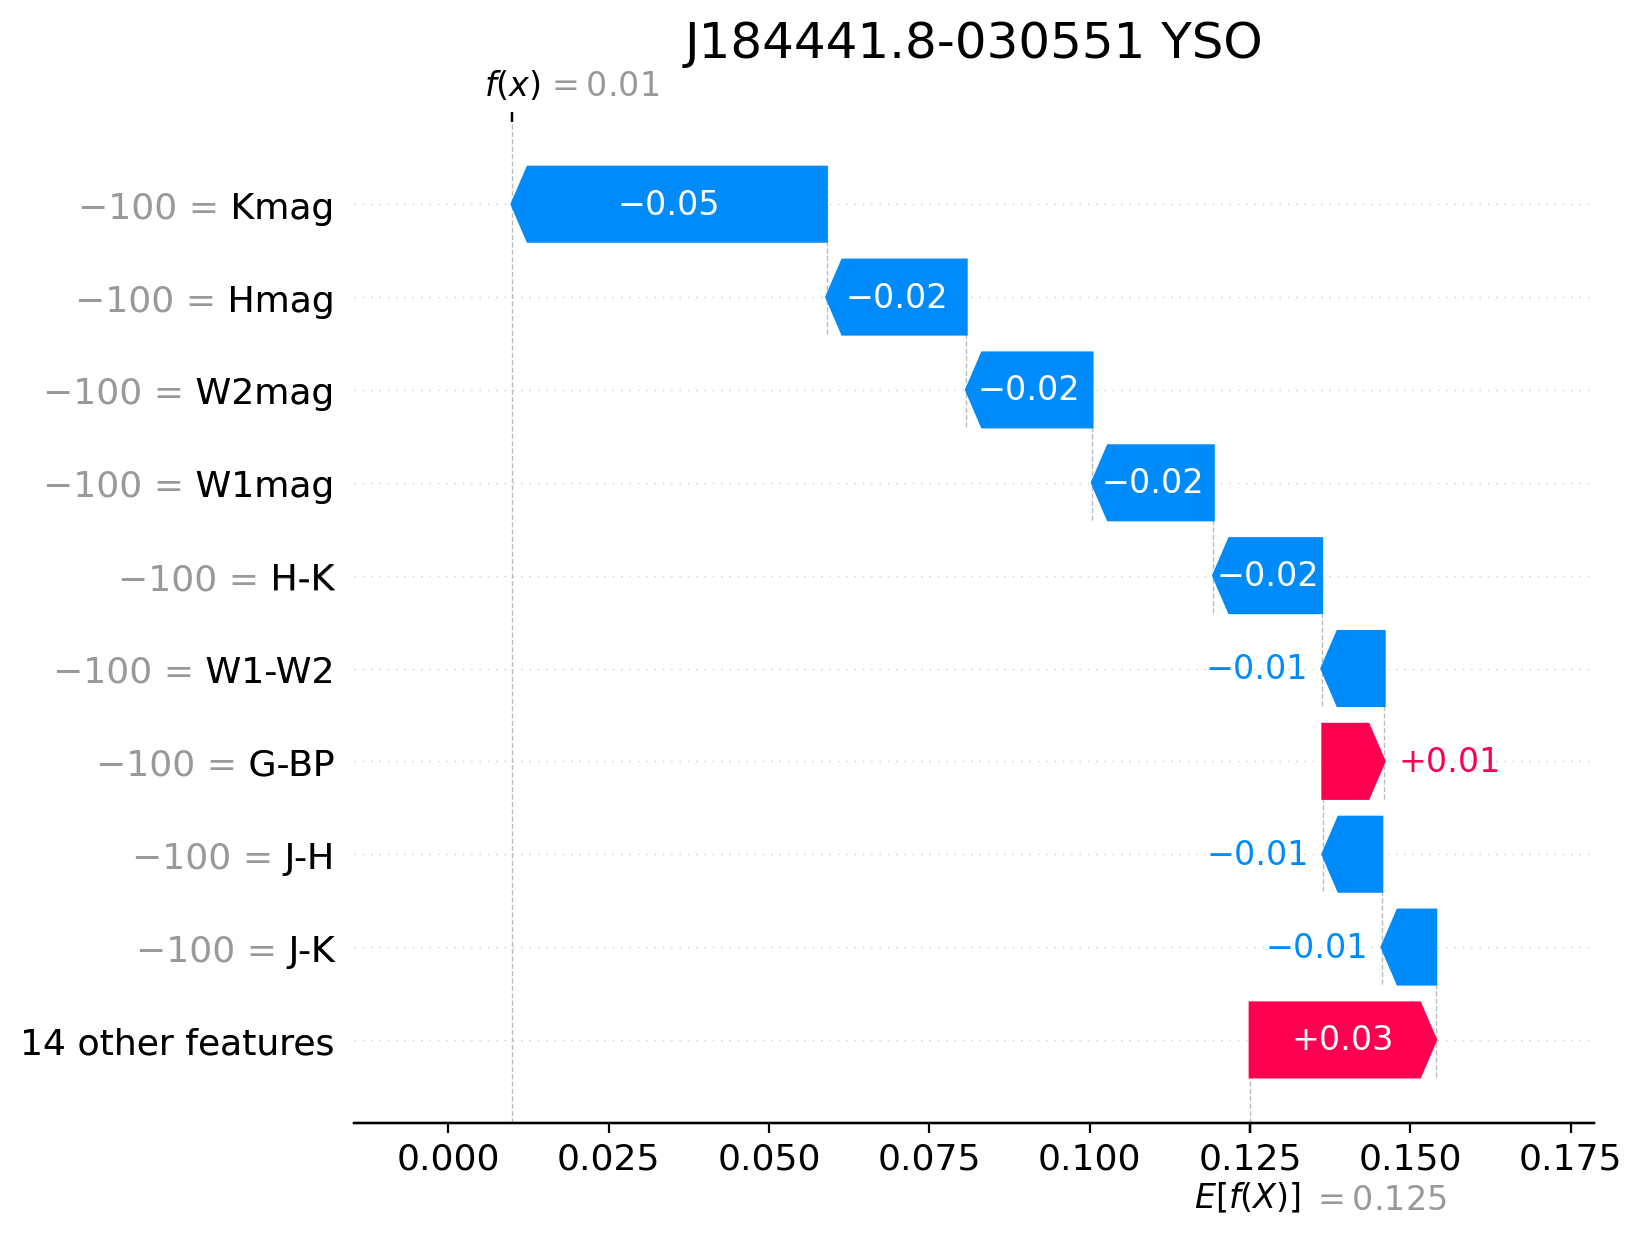 J184441.8-030551 YSO
f(x) = 0.01
−100 = Kmag
−0.05
−100 = Hmag
−0.02
−100 = W2mag
−0.02
−100 = W1mag
−0.02
−100 = H-K
−0.02
−100 = W1-W2
−0.01
−100 = G-BP
+0.01
−100 = J-H
−0.01
−100 = J-K
−0.01
14 other features
+0.03
0.000 0.025 0.050 0.075 0.100 0.125 0.150 0.175
E[f(X)] = 0.125